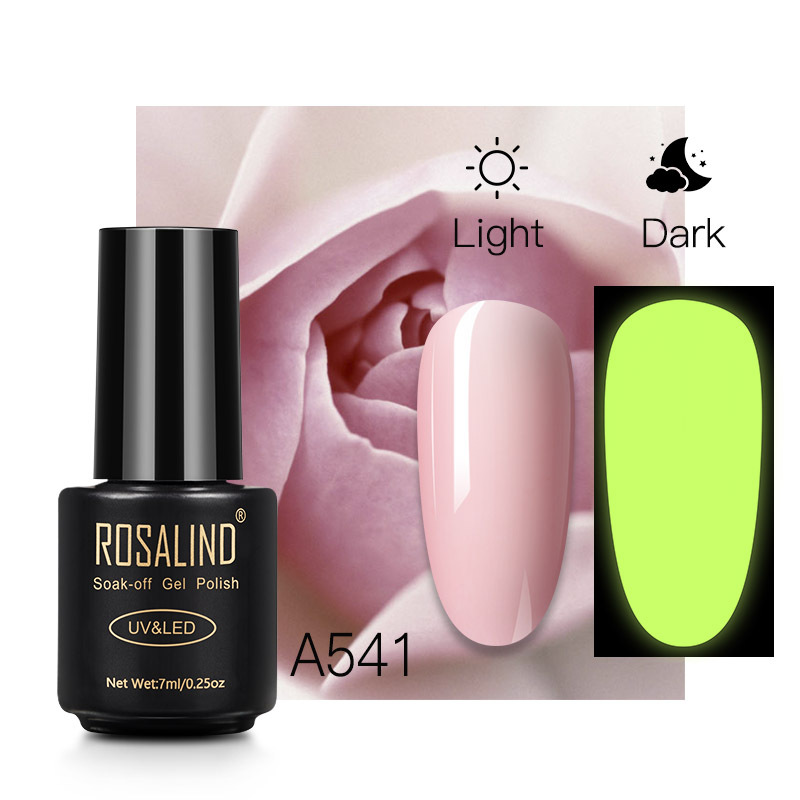 Light
Dark
ROSALIND®
Soak-off Gel Polish
UV&LED
Net Wet:7ml/0.25oz
A541